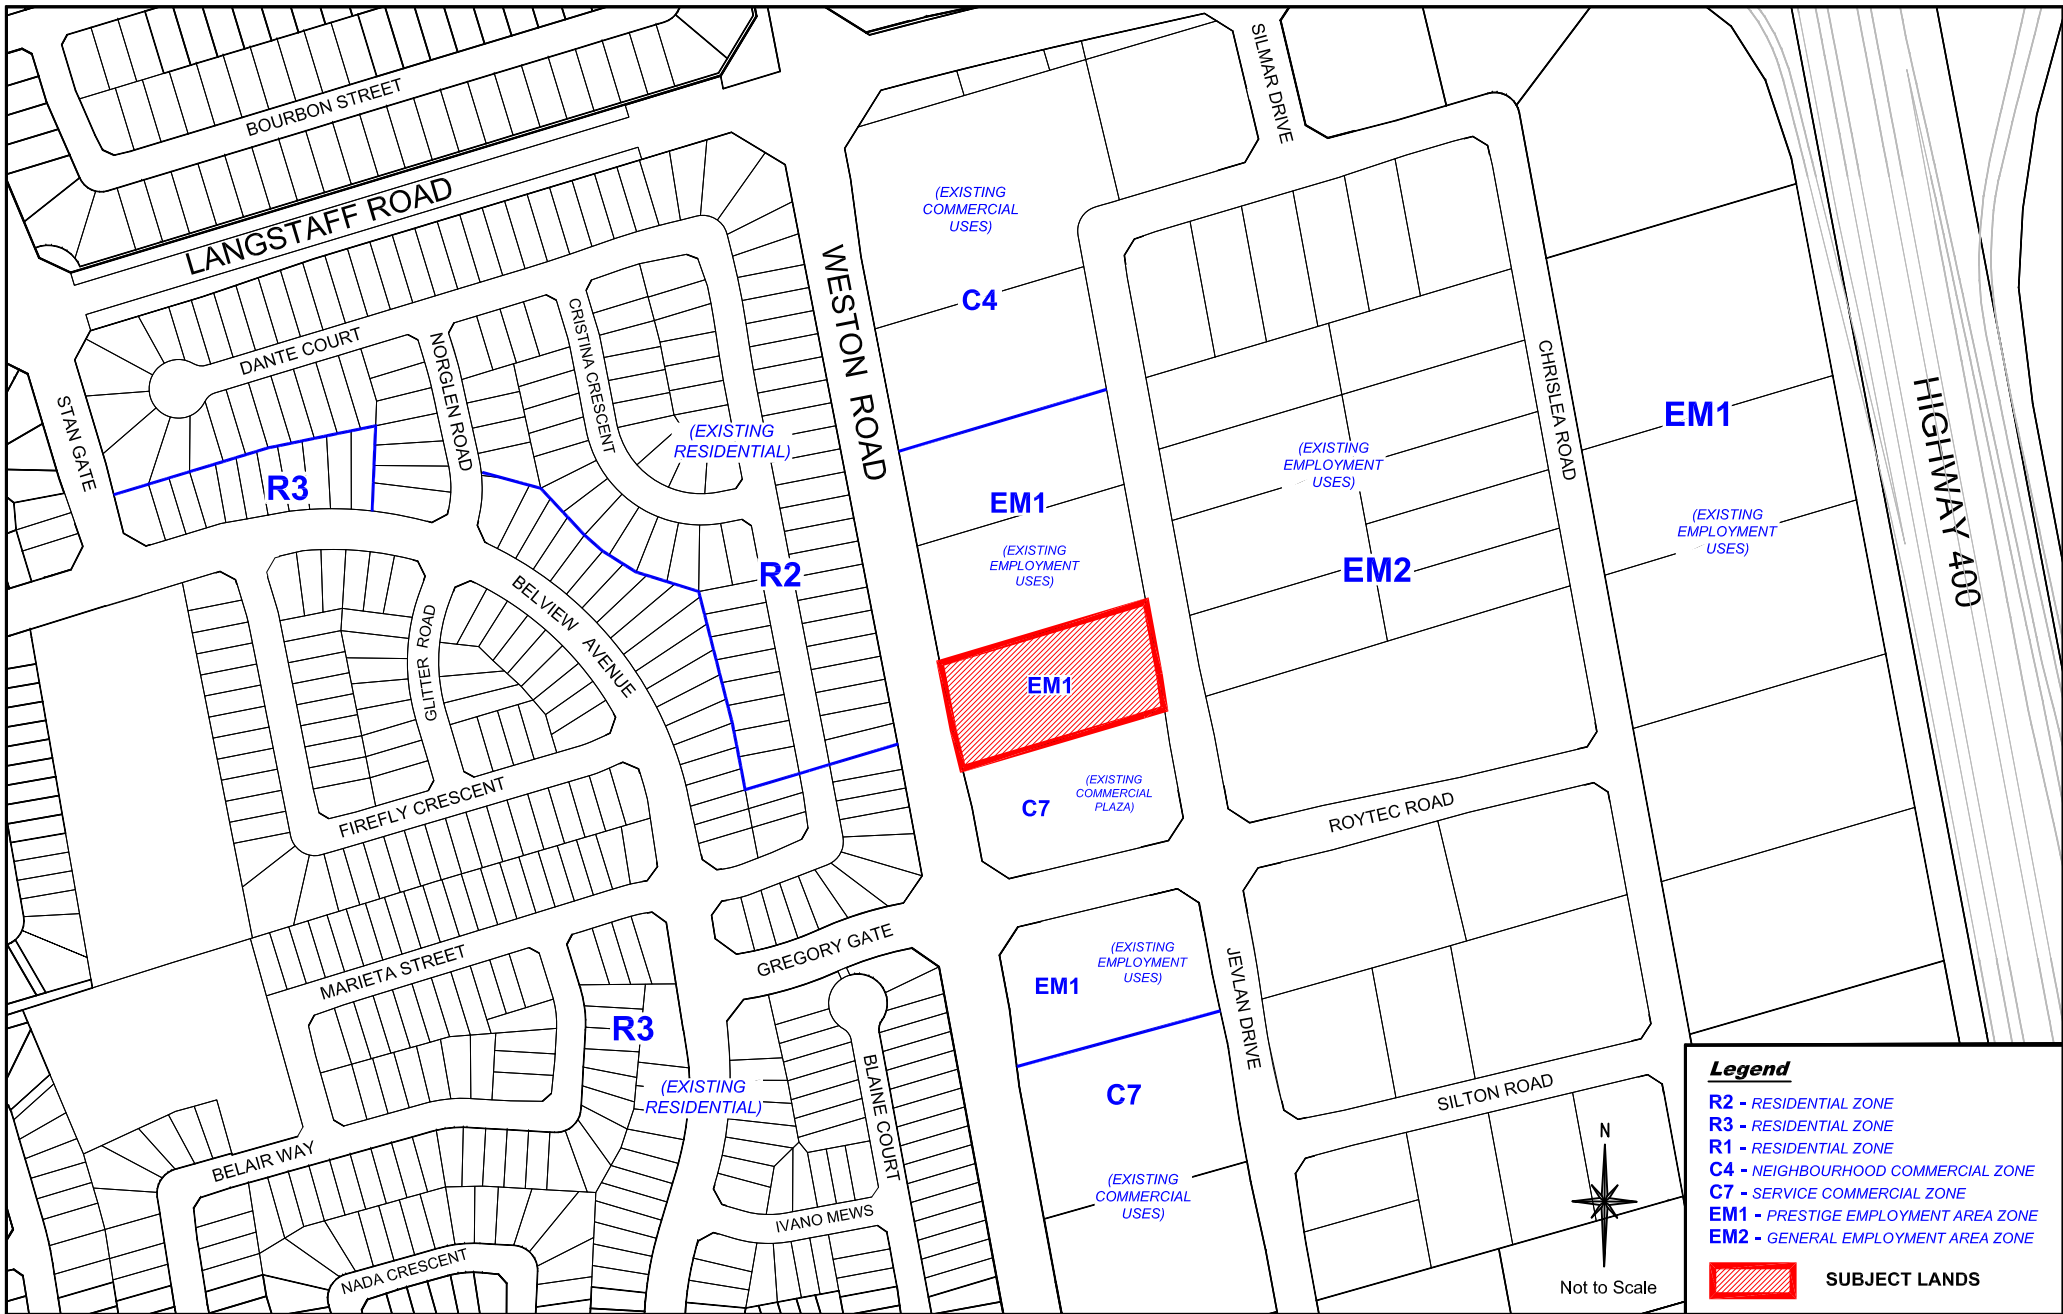 SILMAR DRIVE
BOURBON STREET
LANGSTAFF ROAD
(EXISTING
COMMERCIAL
USES)
C4
WESTON ROAD
DANTE COURT
NORGLEN ROAD
CRISTINA CRESCENT
STAN GATE
(EXISTING
RESIDENTIAL)
R3
R2
EM1
(EXISTING
EMPLOYMENT
USES)
(EXISTING
EMPLOYMENT
USES)
EM2
CHRISLEA ROAD
EM1
(EXISTING
EMPLOYMENT
USES)
HIGHWAY 400
BELVIEW AVENUE
GLITTER ROAD
EM1
FIREFLY CRESCENT
C7
(EXISTING
COMMERCIAL
PLAZA)
ROYTEC ROAD
GREGORY GATE
MARIETA STREET
EM1
(EXISTING
EMPLOYMENT
USES)
JEVLAN DRIVE
R3
(EXISTING
RESIDENTIAL)
BLAINE COURT
C7
SILTON ROAD
BELAIR WAY
(EXISTING
COMMERCIAL
USES)
IVANO MEWS
NADA CRESCENT
N
Not to Scale
Legend
R2 - RESIDENTIAL ZONE
R3 - RESIDENTIAL ZONE
R1 - RESIDENTIAL ZONE
C4 - NEIGHBOURHOOD COMMERCIAL ZONE
C7 - SERVICE COMMERCIAL ZONE
EM1 - PRESTIGE EMPLOYMENT AREA ZONE
EM2 - GENERAL EMPLOYMENT AREA ZONE
SUBJECT LANDS